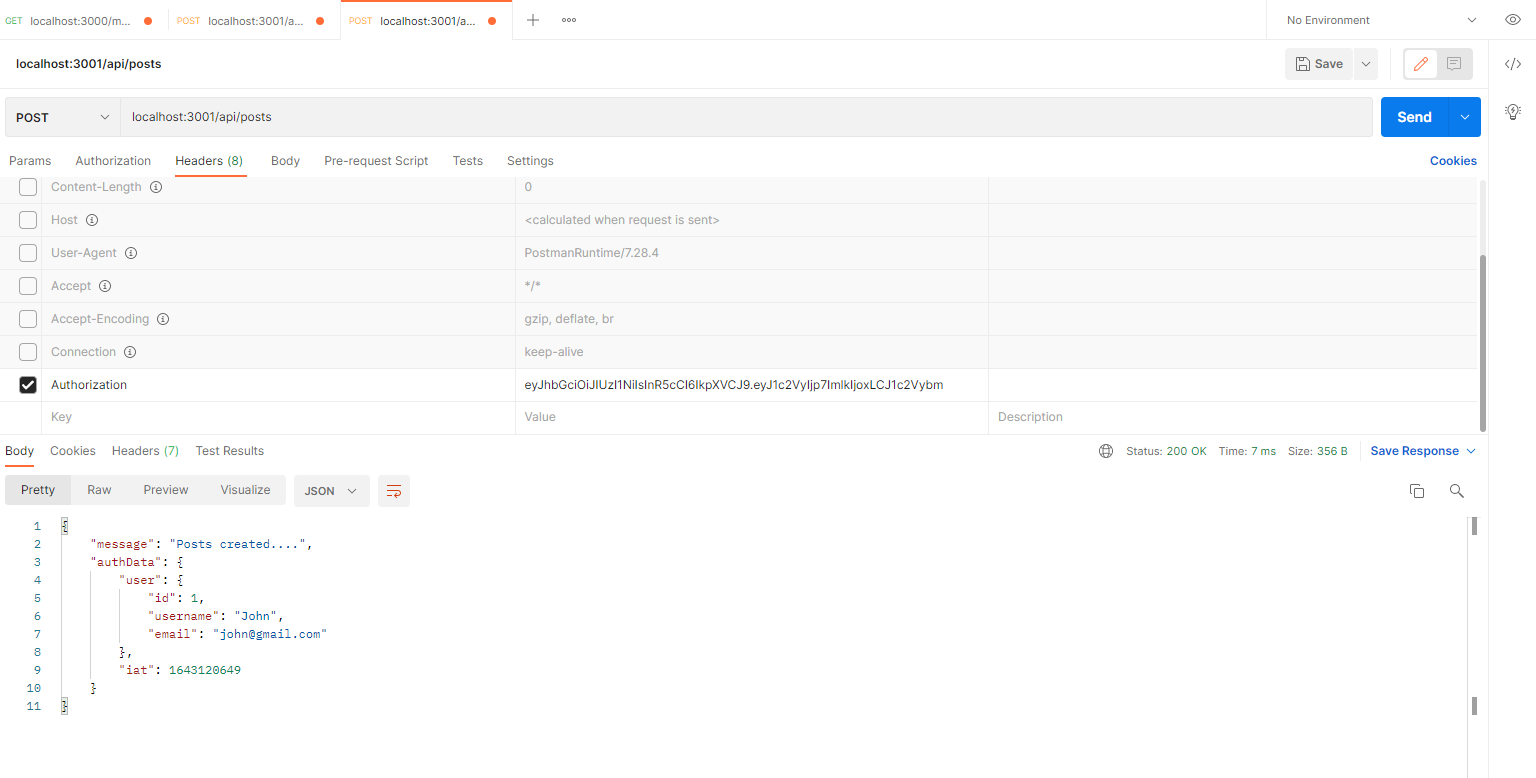 GET localhost:3000/m... POST localhost:3001/a... POST localhost:3001/a... No Environment
localhost:3001/api/posts Save
POST localhost:3001/api/posts Send
Params Authorization Headers (8) Body Pre-request Script Tests Settings Cookies
Content-Length 0
Host <calculated when request is sent>
User-Agent PostmanRuntime/7.28.4
Accept */*
Accept-Encoding gzip, deflate, br
Connection keep-alive
Authorization eyJhbGciOiJIUzI1NiIsInR5cCI6IkpXVCJ9.eyJ1c2VyIjp7ImlkIjoxLCJ1c2Vybm
Key Value Description
Body Cookies Headers (7) Test Results Status: 200 OK Time: 7 ms Size: 356 B Save Response
Pretty Raw Preview Visualize JSON
1 {
2 "message": "Posts created....",
3 "authData": {
4 "user": {
5 "id": 1,
6 "username": "John",
7 "email": "john@gmail.com"
8 },
9 "iat": 1643120649
10 }
11 }